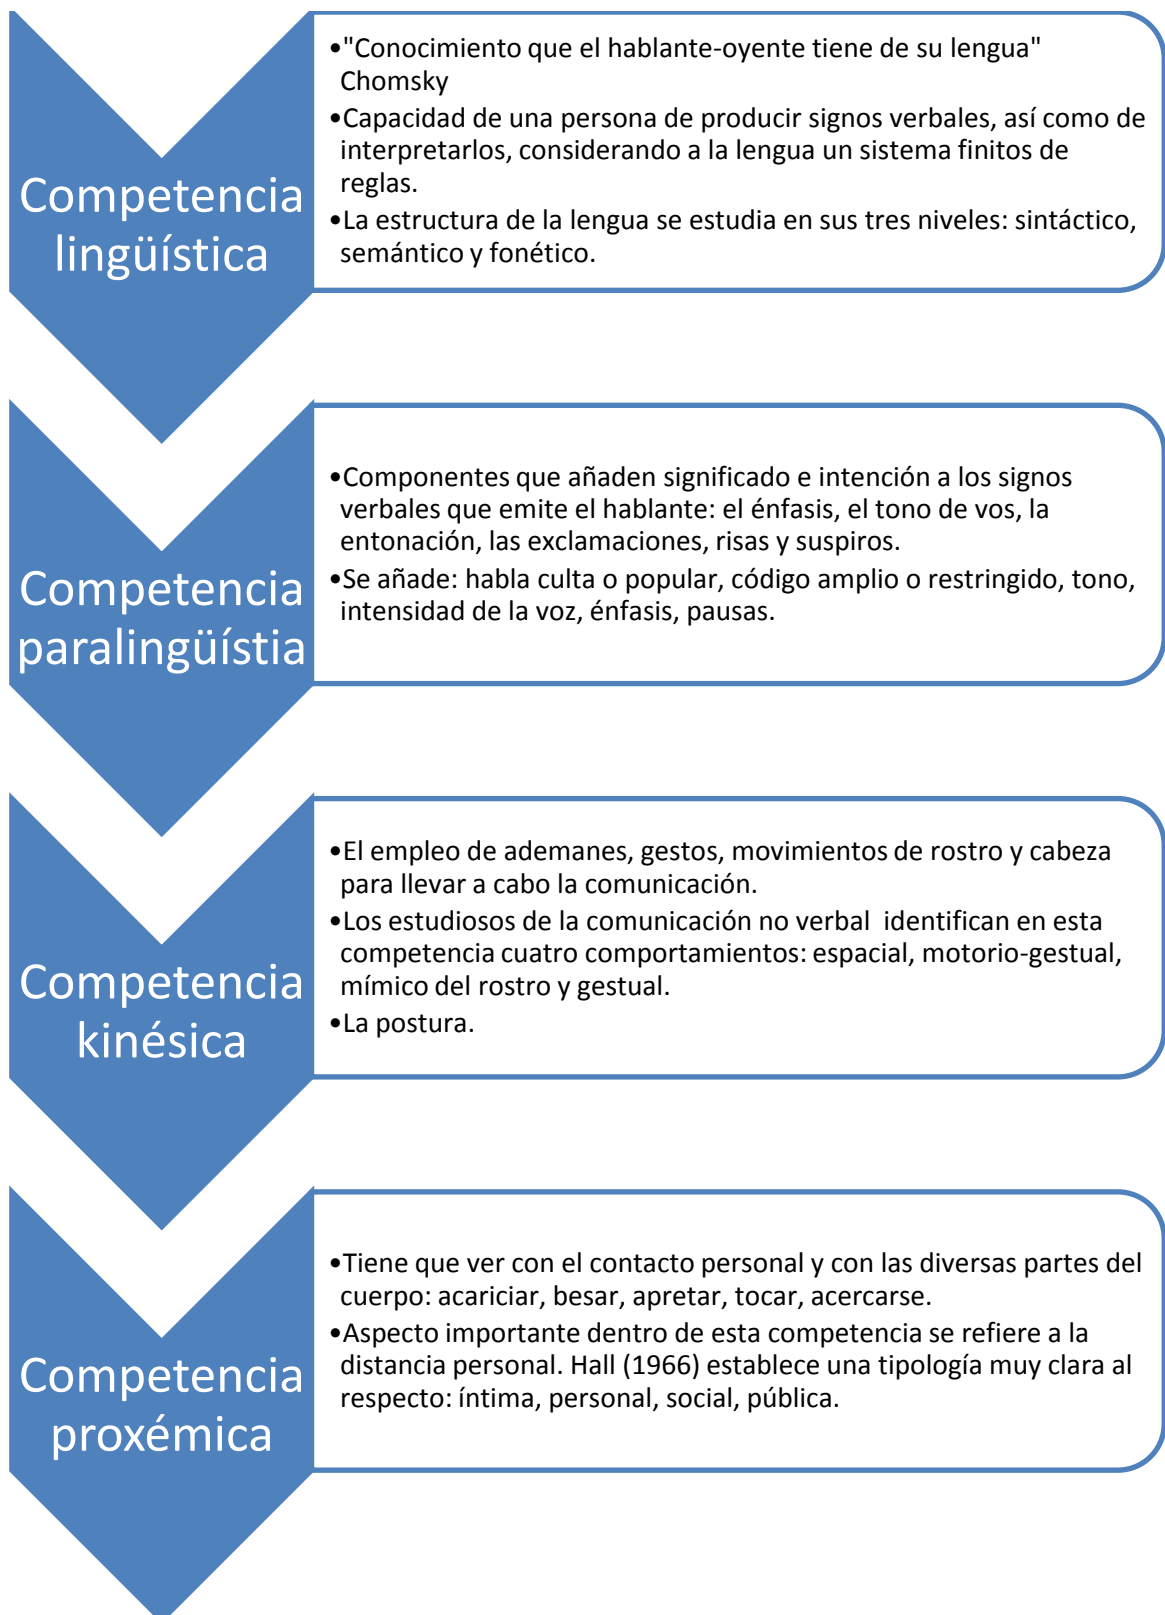 Competencia
lingüística
•"Conocimiento que el hablante-oyente tiene de su lengua"
Chomsky
•Capacidad de una persona de producir signos verbales, así como de
interpretarlos, considerando a la lengua un sistema finitos de
reglas.
•La estructura de la lengua se estudia en sus tres niveles: sintáctico,
semántico y fonético.
Competencia
paralingüístia
•Componentes que añaden significado e intención a los signos
verbales que emite el hablante: el énfasis, el tono de vos, la
entonación, las exclamaciones, risas y suspiros.
•Se añade: habla culta o popular, código amplio o restringido, tono,
intensidad de la voz, énfasis, pausas.
Competencia
kinésica
•El empleo de ademanes, gestos, movimientos de rostro y cabeza
para llevar a cabo la comunicación.
•Los estudiosos de la comunicación no verbal  identifican en esta
competencia cuatro comportamientos: espacial, motorio-gestual,
mímico del rostro y gestual.
•La postura.
Competencia
proxémica
•Tiene que ver con el contacto personal y con las diversas partes del
cuerpo: acariciar, besar, apretar, tocar, acercarse.
•Aspecto importante dentro de esta competencia se refiere a la
distancia personal. Hall (1966) establece una tipología muy clara al
respecto: íntima, personal, social, pública.